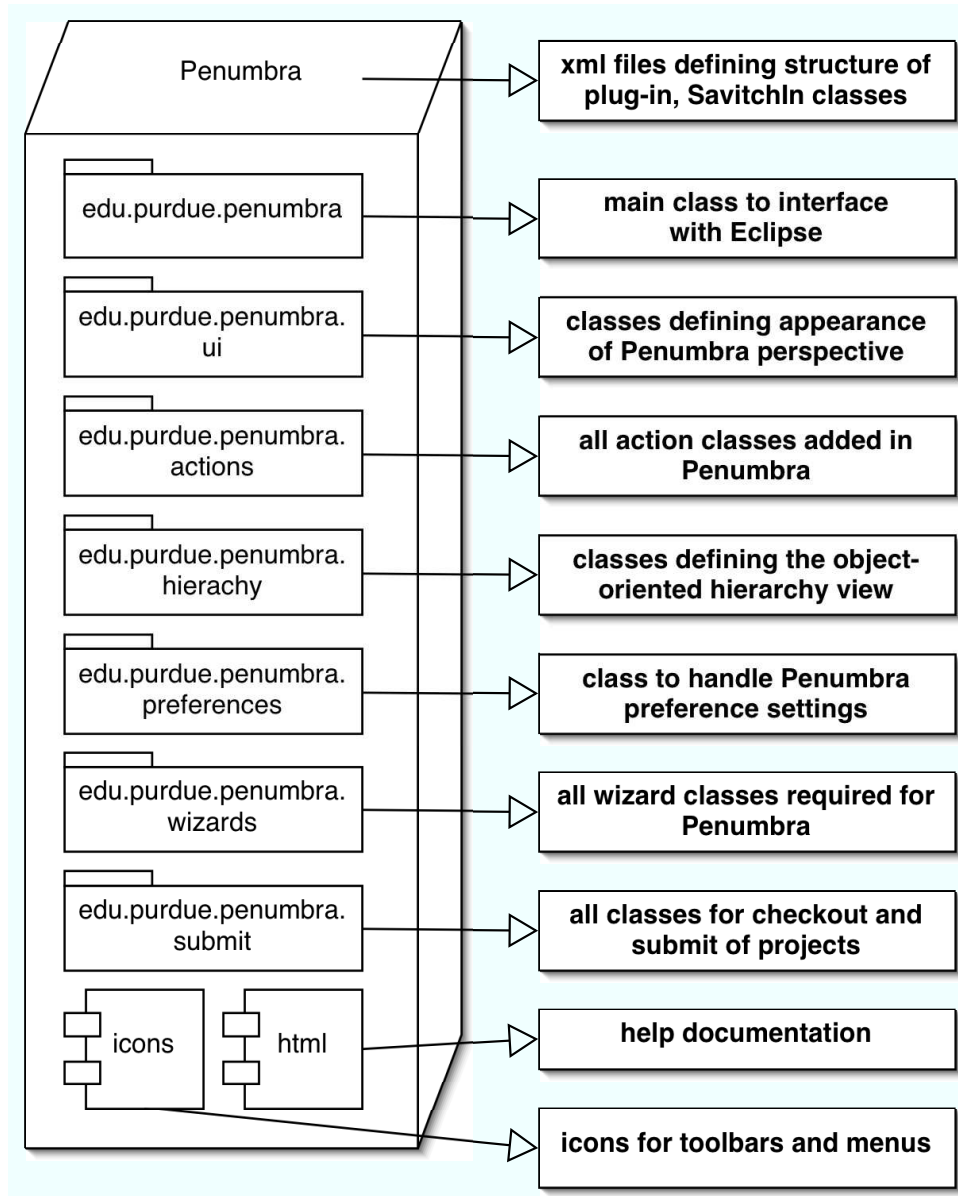 Penumbra
xml files defining structure of
plug-in, SavitchIn classes
edu.purdue.penumbra
main class to interface
with Eclipse
edu.purdue.penumbra.
ui
classes defining appearance
of Penumbra perspective
edu.purdue.penumbra.
actions
all action classes added in
Penumbra
edu.purdue.penumbra.
hierachy
classes defining the object-
oriented hierarchy view
edu.purdue.penumbra.
preferences
class to handle Penumbra
preference settings
edu.purdue.penumbra.
wizards
all wizard classes required for
Penumbra
edu.purdue.penumbra.
submit
all classes for checkout and
submit of projects
icons
html
help documentation
icons for toolbars and menus